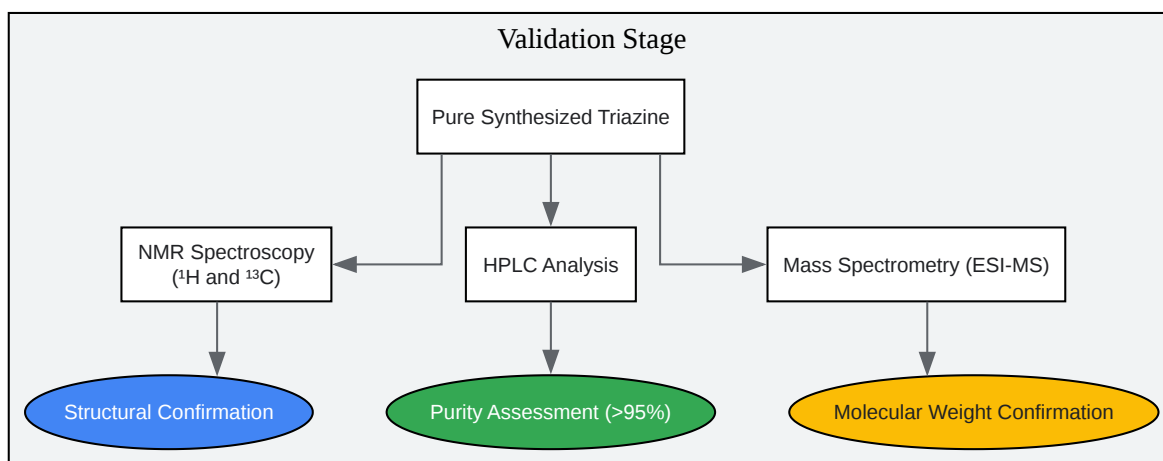 Validation Stage
Pure Synthesized Triazine
NMR Spectroscopy
(¹H and ¹³C)
HPLC Analysis
Mass Spectrometry (ESI-MS)
Structural Confirmation
Purity Assessment (>95%)
Molecular Weight Confirmation